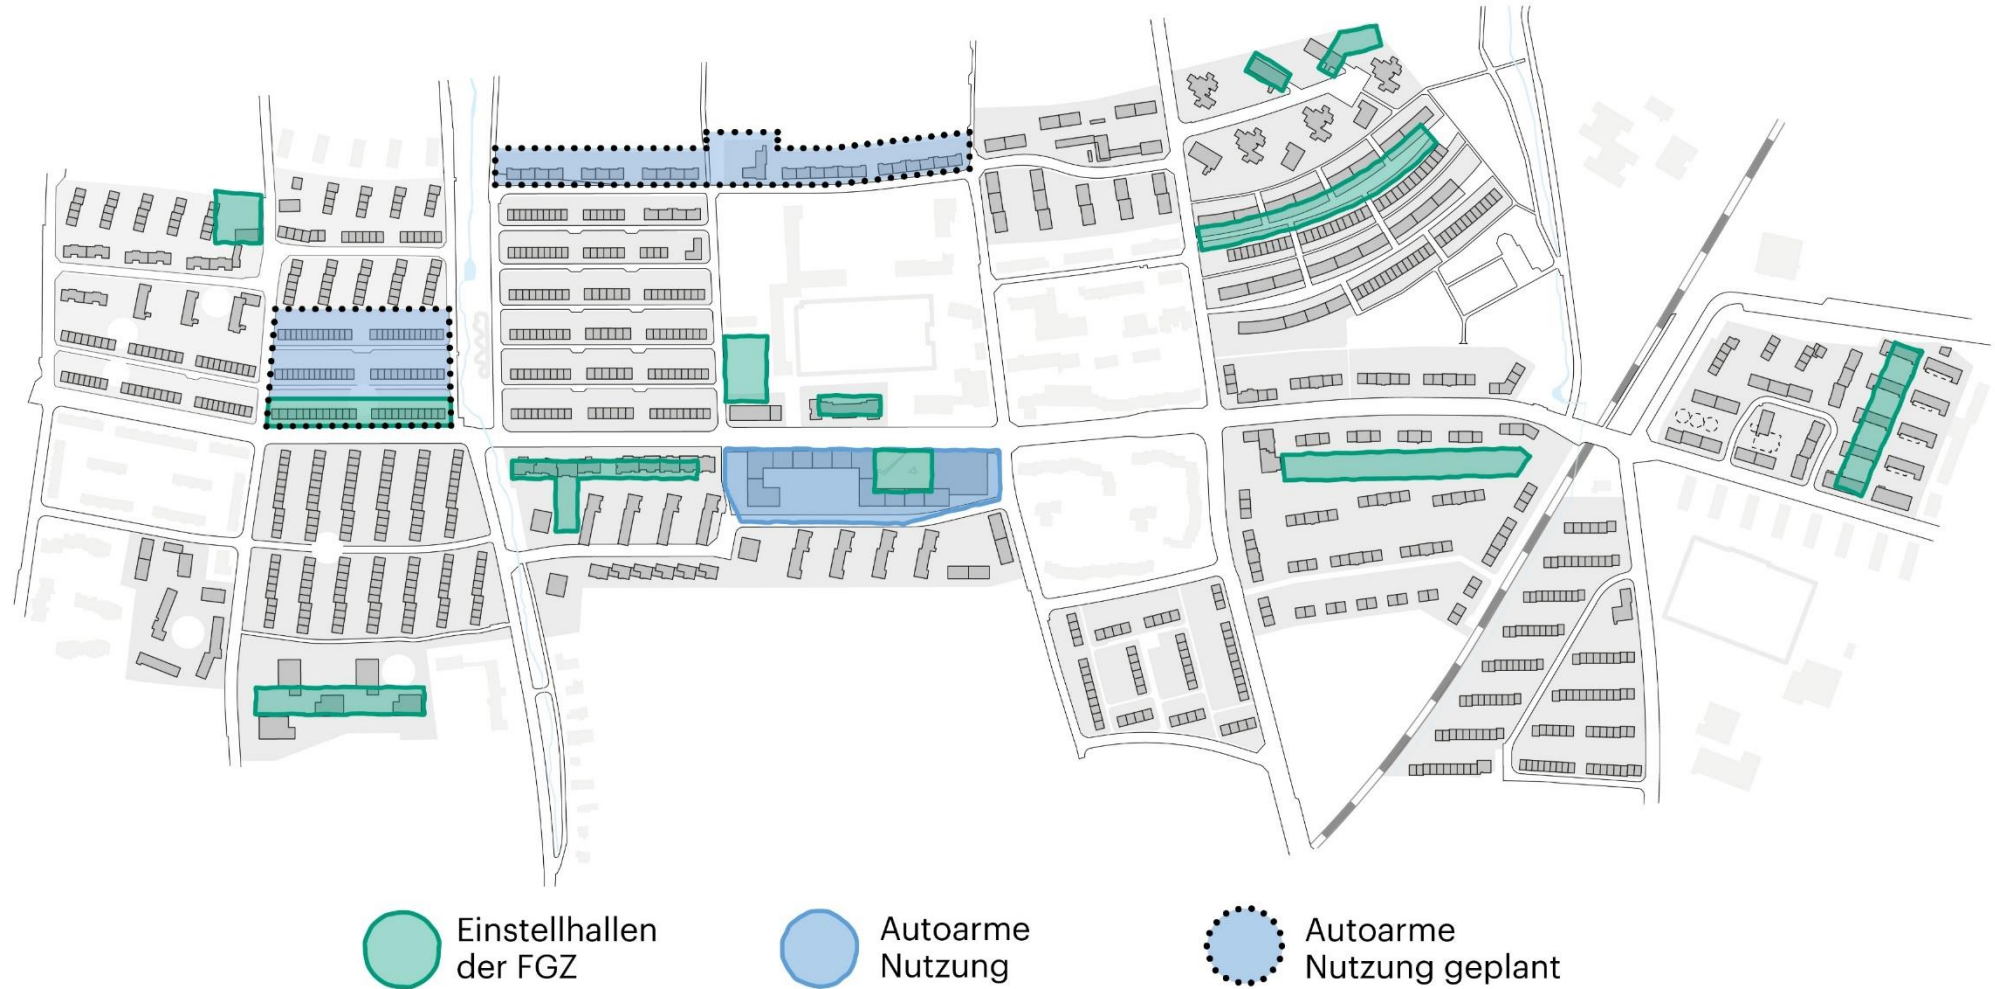 Einstellhallen
der FGZ
Autoarme
Nutzung
Autoarme
Nutzung geplant